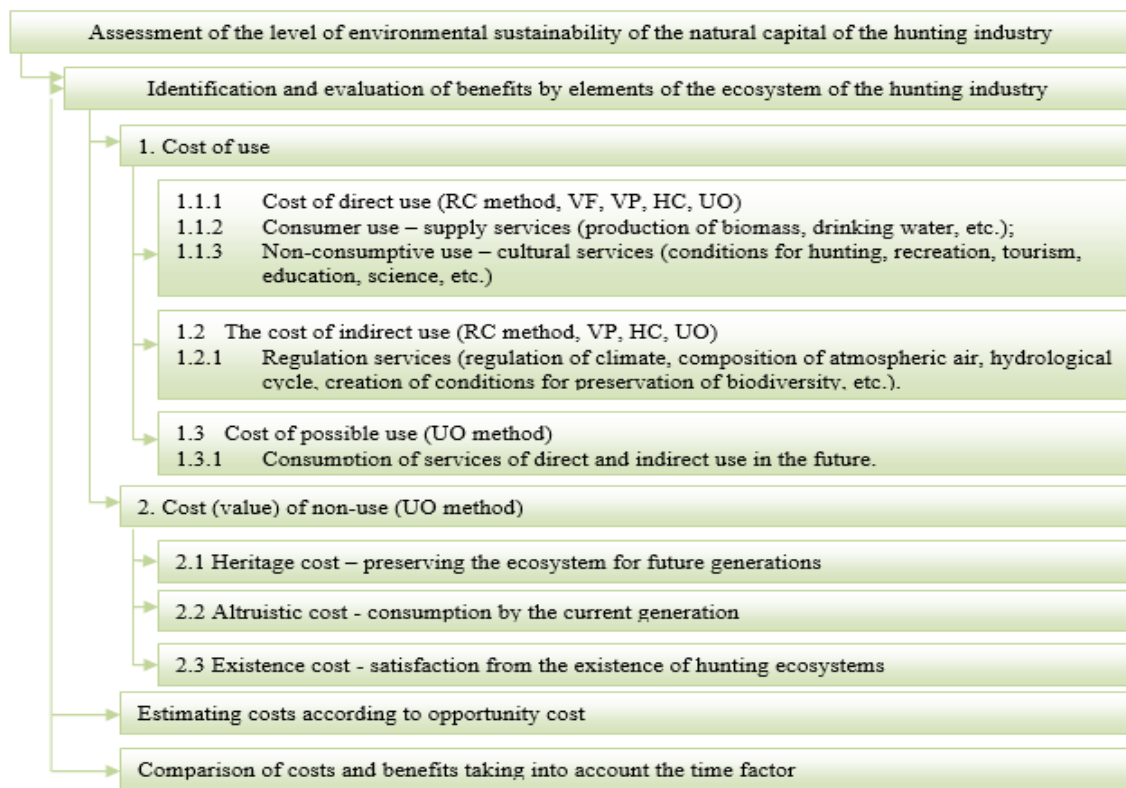 Assessment of the level of environmental sustainability of the natural capital of the hunting industry
Identification and evaluation of benefits by elements of the ecosystem of the hunting industry
1. Cost of use
1.1.1 Cost of direct use (RC method, VF, VP, HC, UO)
1.1.2 Consumer use – supply services (production of biomass, drinking water, etc.);
1.1.3 Non-consumptive use – cultural services (conditions for hunting, recreation, tourism,
education, science, etc.)
1.2 The cost of indirect use (RC method, VP, HC, UO)
1.2.1 Regulation services (regulation of climate, composition of atmospheric air, hydrological
cycle, creation of conditions for preservation of biodiversity, etc.).
1.3 Cost of possible use (UO method)
1.3.1 Consumption of services of direct and indirect use in the future.
2. Cost (value) of non-use (UO method)
2.1 Heritage cost – preserving the ecosystem for future generations
2.2 Altruistic cost - consumption by the current generation
2.3 Existence cost - satisfaction from the existence of hunting ecosystems
Estimating costs according to opportunity cost
Comparison of costs and benefits taking into account the time factor